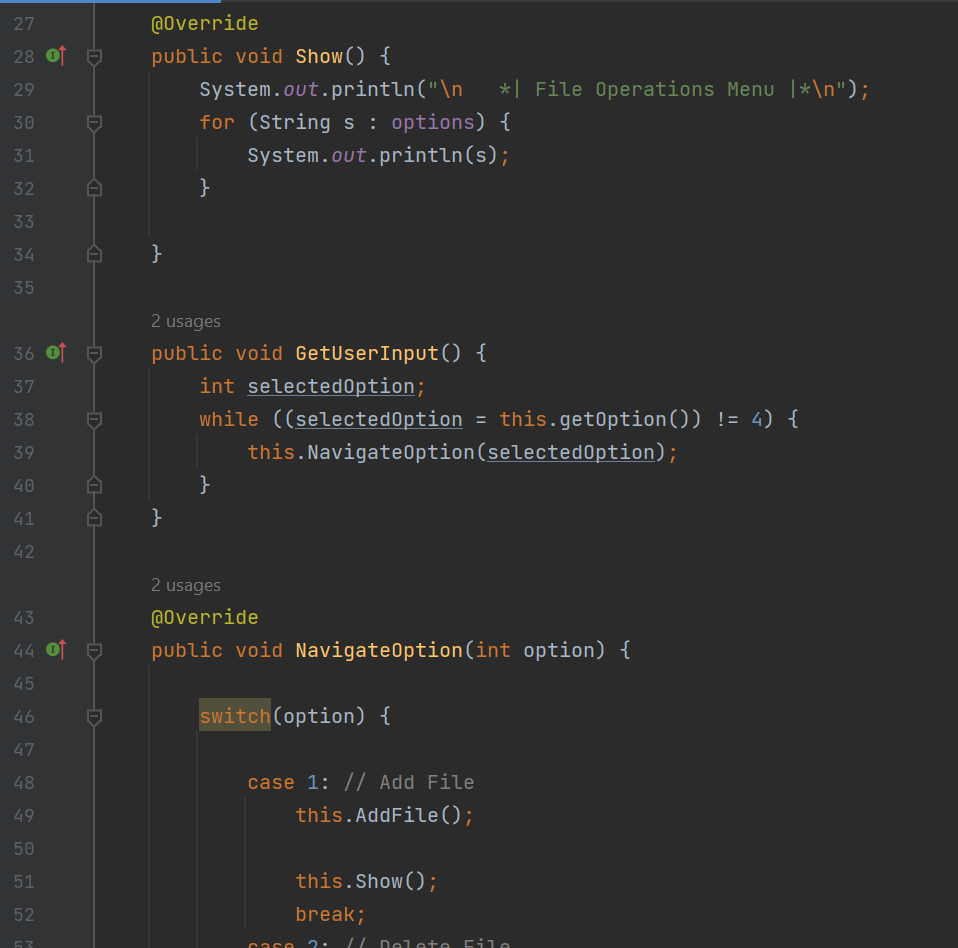 27 @Override
28 public void Show() {
29 System.out.println("\n   *| File Operations Menu |*\n");
30 for (String s : options) {
31 System.out.println(s);
32 }
33
34 }
35
2 usages
36 public void GetUserInput() {
37 int selectedOption;
38 while ((selectedOption = this.getOption()) != 4) {
39 this.NavigateOption(selectedOption);
40 }
41 }
42
2 usages
43 @Override
44 public void NavigateOption(int option) {
45
46 switch(option) {
47
48 case 1: // Add File
49 this.AddFile();
50
51 this.Show();
52 break;
53 case 2: // Delete File